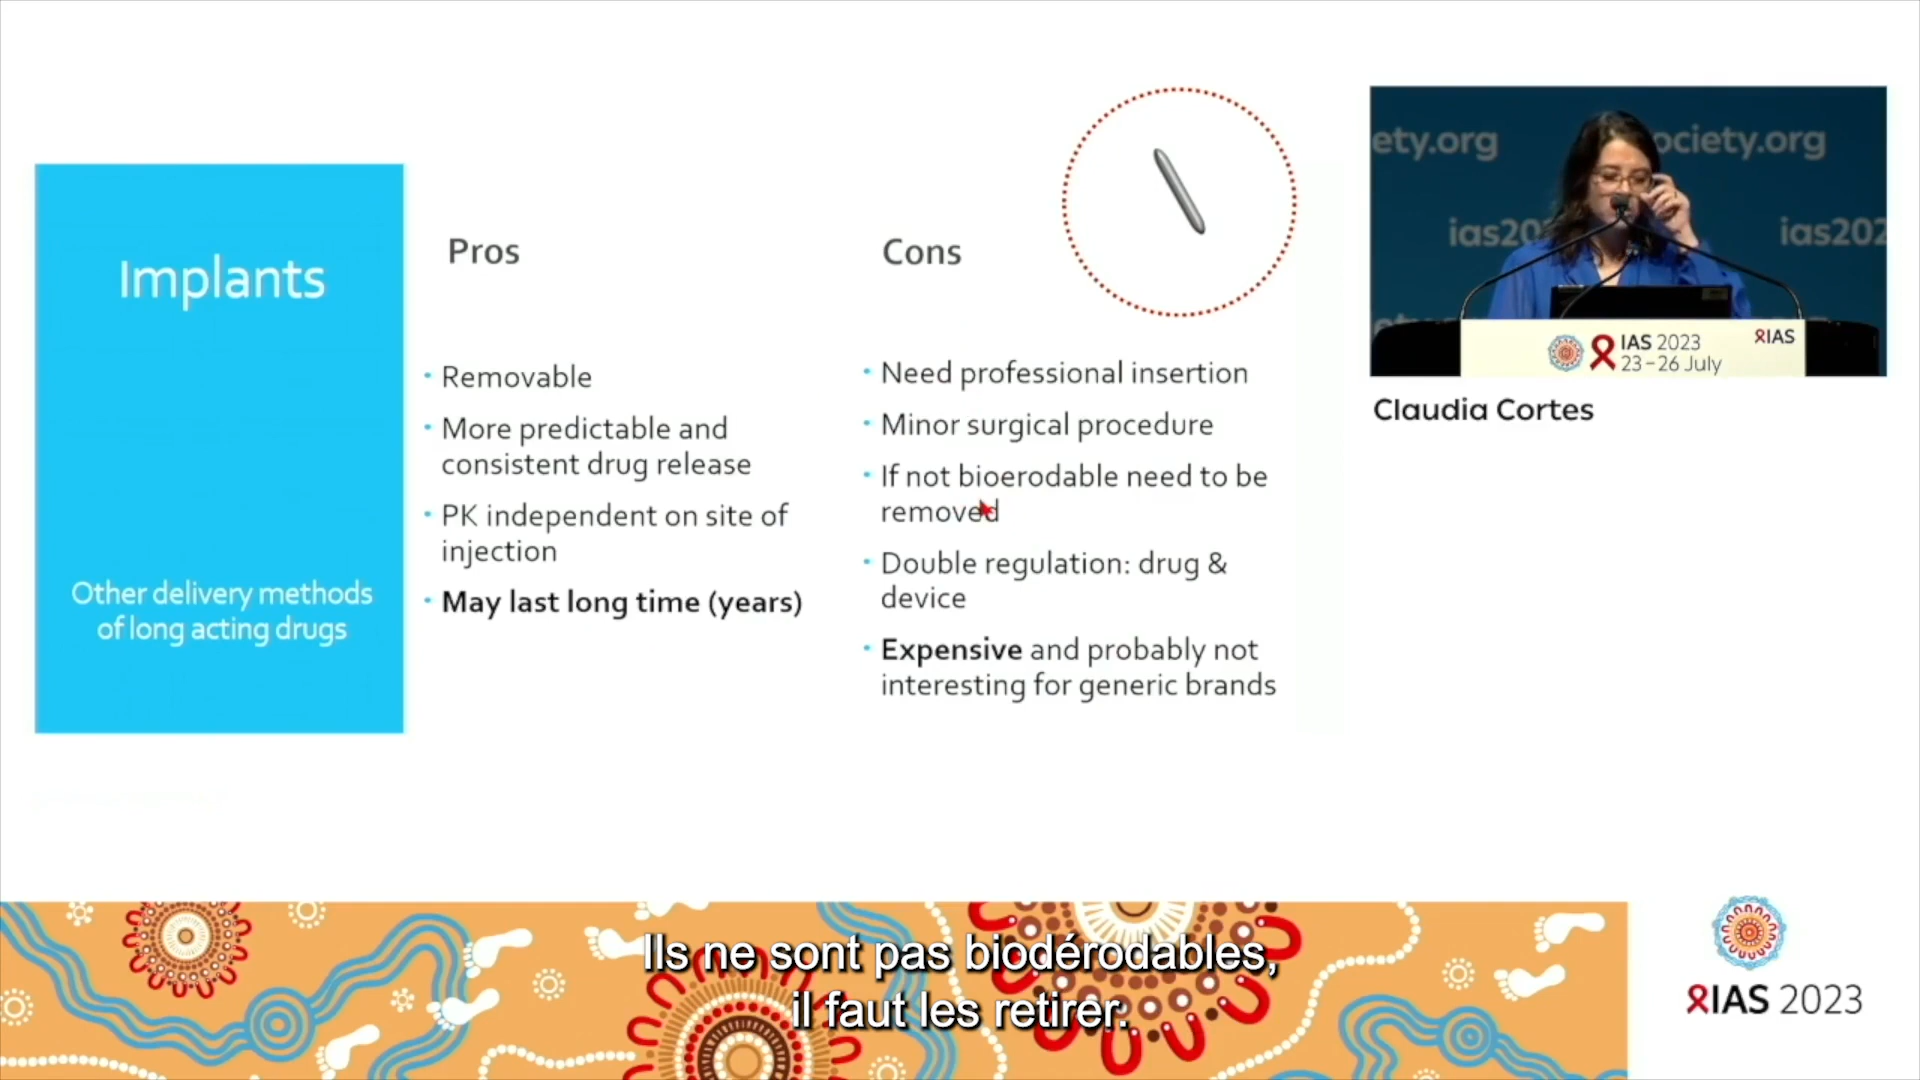 Implants
Other delivery methods
of long acting drugs
Pros
• Removable
• More predictable and
consistent drug release
• PK independent on site of
injection
• May last long time (years)
Cons
• Need professional insertion
• Minor surgical procedure
• If not bioerodable need to be
removed
• Double regulation: drug &
device
• Expensive and probably not
interesting for generic brands
ety.org
ociety.org
ias20
ias202
ety
IAS 2023
23–26 July
IAS
Claudia Cortes
Ils ne sont pas biodérodables,
il faut les retirer.
IAS 2023